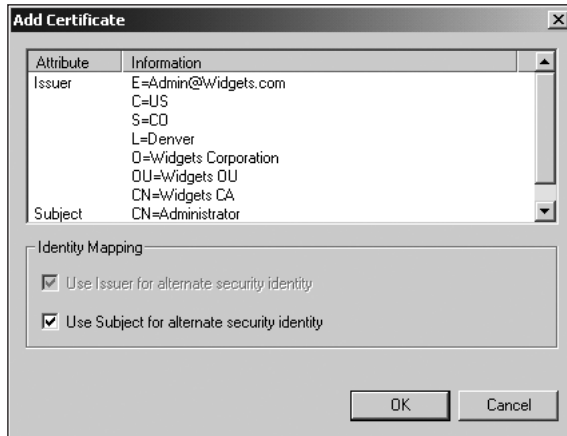 Add Certificate
Attribute Information
Issuer E=Admin@Widgets.com
C=US
S=CO
L=Denver
O=Widgets Corporation
OU=Widgets OU
CN=Widgets CA
Subject CN=Administrator
Identity Mapping
Use Issuer for alternate security identity
Use Subject for alternate security identity
OK Cancel